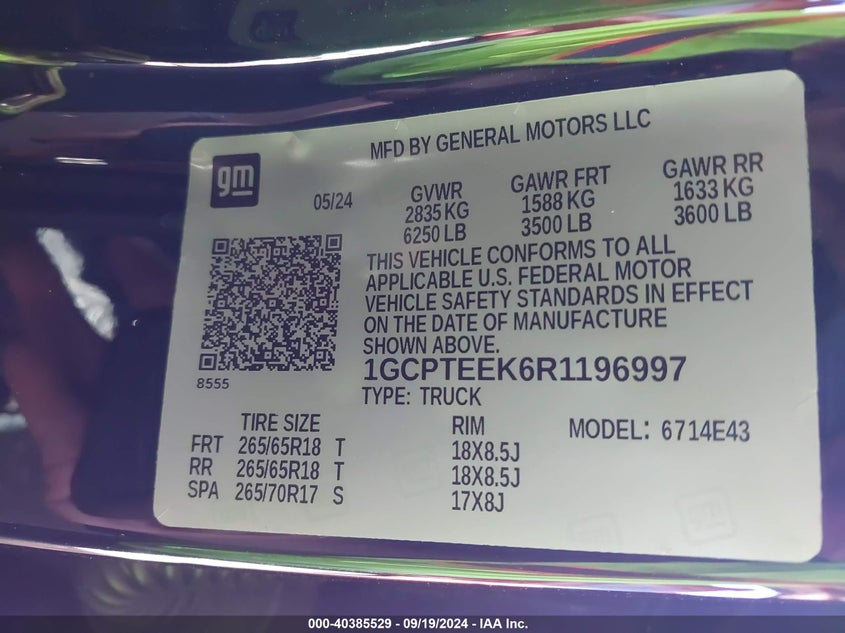 MFD BY GENERAL MOTORS LLC
gm
05/24
GVWR
2835 KG
6250 LB
GAWR FRT
1588 KG
3500 LB
GAWR RR
1633 KG
3600 LB
THIS VEHICLE CONFORMS TO ALL
APPLICABLE U.S. FEDERAL MOTOR
VEHICLE SAFETY STANDARDS IN EFFECT
ON THE DATE OF MANUFACTURE
SHOWN ABOVE.
8555
1GCPTEEK6R1196997
TYPE: TRUCK
TIRE SIZE RIM MODEL: 6714E43
FRT 265/65R18 T 18X8.5J
RR 265/65R18 T 18X8.5J
SPA 265/70R17 S 17X8J
000-40385529 - 09/19/2024 - IAA Inc.